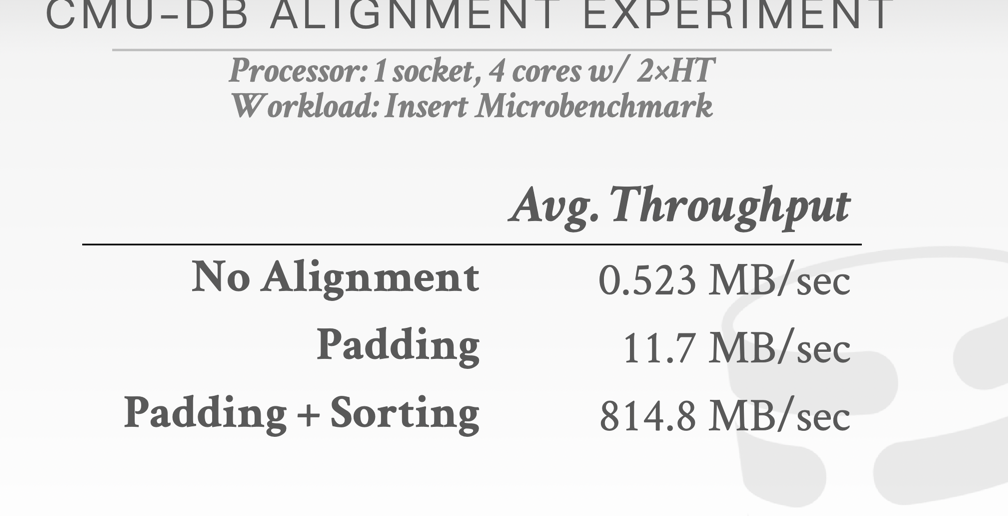 CMU-DB ALIGNMENT EXPERIMENT
Processor: 1 socket, 4 cores w/ 2×HT
Workload: Insert Microbenchmark
Avg. Throughput
No Alignment 0.523 MB/sec
Padding 11.7 MB/sec
Padding + Sorting 814.8 MB/sec